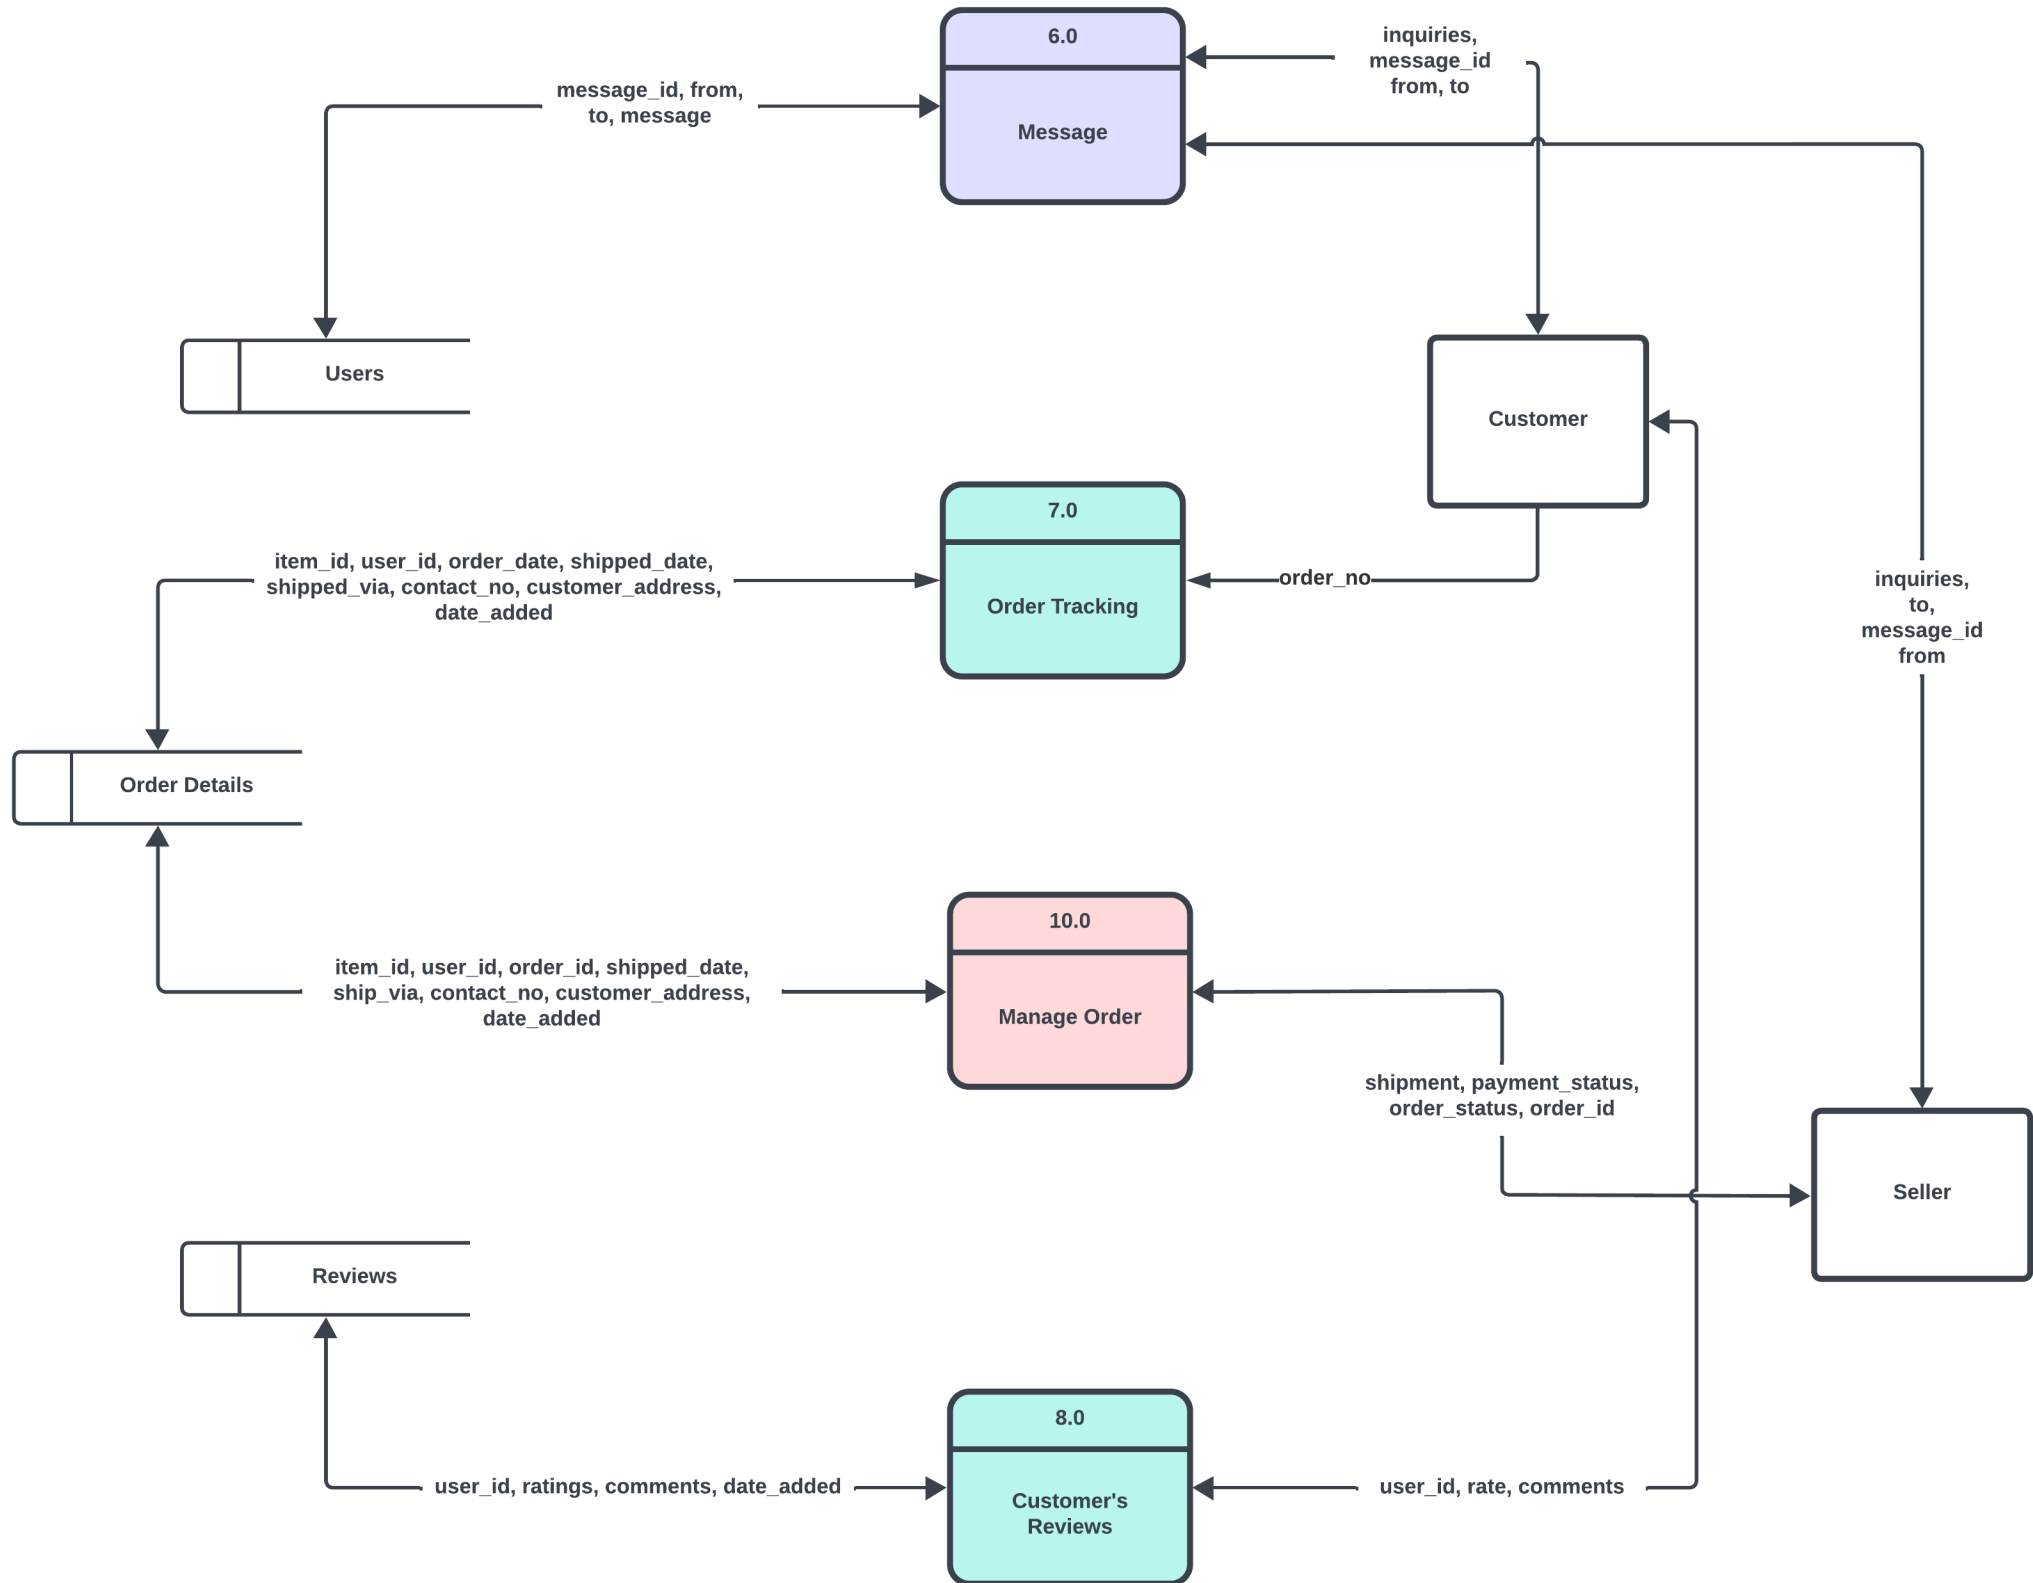 6.0
Message
inquiries,
message_id
from, to
message_id, from,
to, message
Users
Customer
7.0
Order Tracking
item_id, user_id, order_date, shipped_date,
shipped_via, contact_no, customer_address,
date_added
order_no
inquiries,
to,
message_id
from
Order Details
10.0
Manage Order
item_id, user_id, order_id, shipped_date,
ship_via, contact_no, customer_address,
date_added
shipment, payment_status,
order_status, order_id
Seller
Reviews
8.0
Customer's
Reviews
user_id, ratings, comments, date_added
user_id, rate, comments